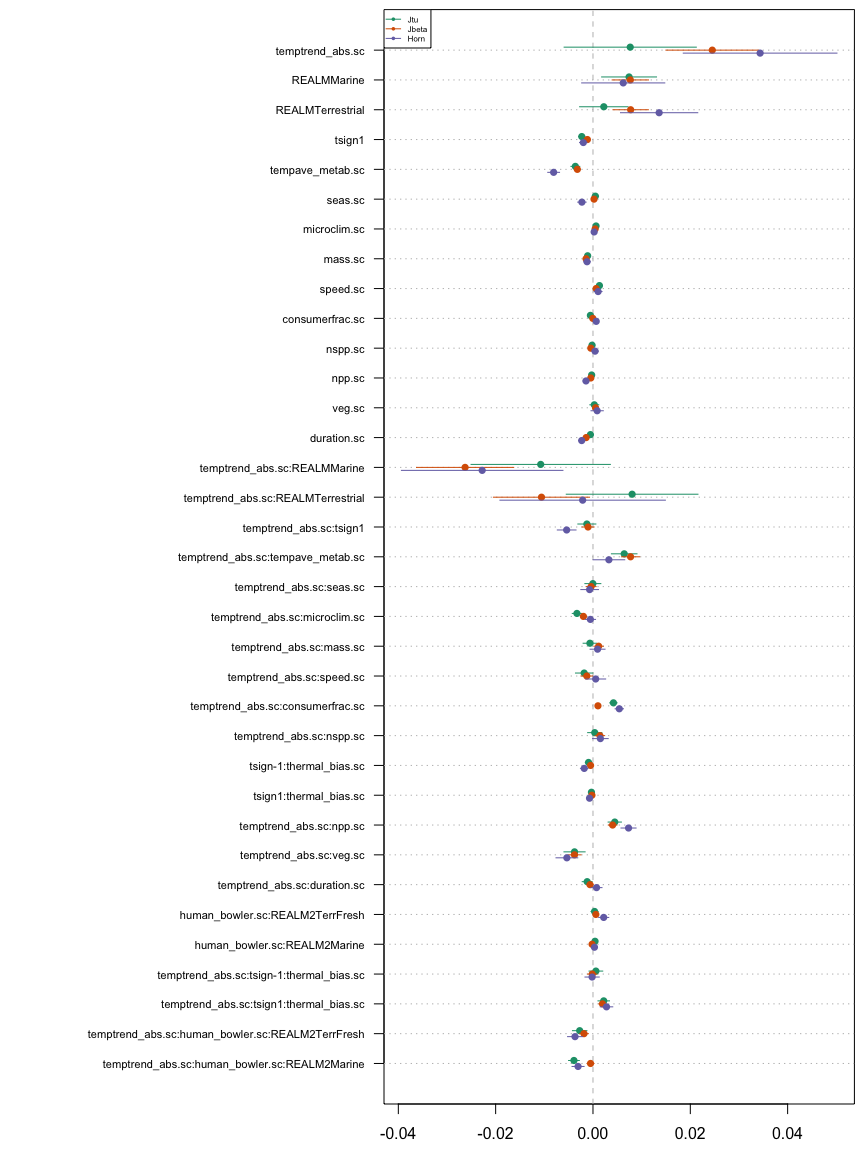 Jtu
Jbeta
Horn
temptrend_abs.sc
REALMMarine
REALMTerrestrial
tsign1
tempave_metab.sc
seas.sc
microclim.sc
mass.sc
speed.sc
consumerfrac.sc
nspp.sc
npp.sc
veg.sc
duration.sc
temptrend_abs.sc:REALMMarine
temptrend_abs.sc:REALMTerrestrial
temptrend_abs.sc:tsign1
temptrend_abs.sc:tempave_metab.sc
temptrend_abs.sc:seas.sc
temptrend_abs.sc:microclim.sc
temptrend_abs.sc:mass.sc
temptrend_abs.sc:speed.sc
temptrend_abs.sc:consumerfrac.sc
temptrend_abs.sc:nspp.sc
tsign-1:thermal_bias.sc
tsign1:thermal_bias.sc
temptrend_abs.sc:npp.sc
temptrend_abs.sc:veg.sc
temptrend_abs.sc:duration.sc
human_bowler.sc:REALM2TerrFresh
human_bowler.sc:REALM2Marine
temptrend_abs.sc:tsign-1:thermal_bias.sc
temptrend_abs.sc:tsign1:thermal_bias.sc
temptrend_abs.sc:human_bowler.sc:REALM2TerrFresh
temptrend_abs.sc:human_bowler.sc:REALM2Marine
-0.04 -0.02 0.00 0.02 0.04